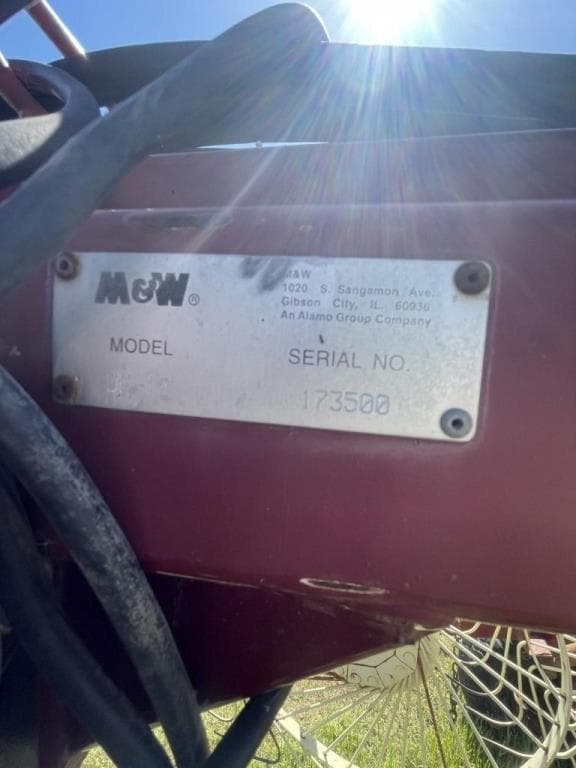 M&W®
M&W
1020 S. Sangamon Ave.
Gibson City, IL. 60936
An Alamo Group Company
MODEL
SERIAL NO.
173500